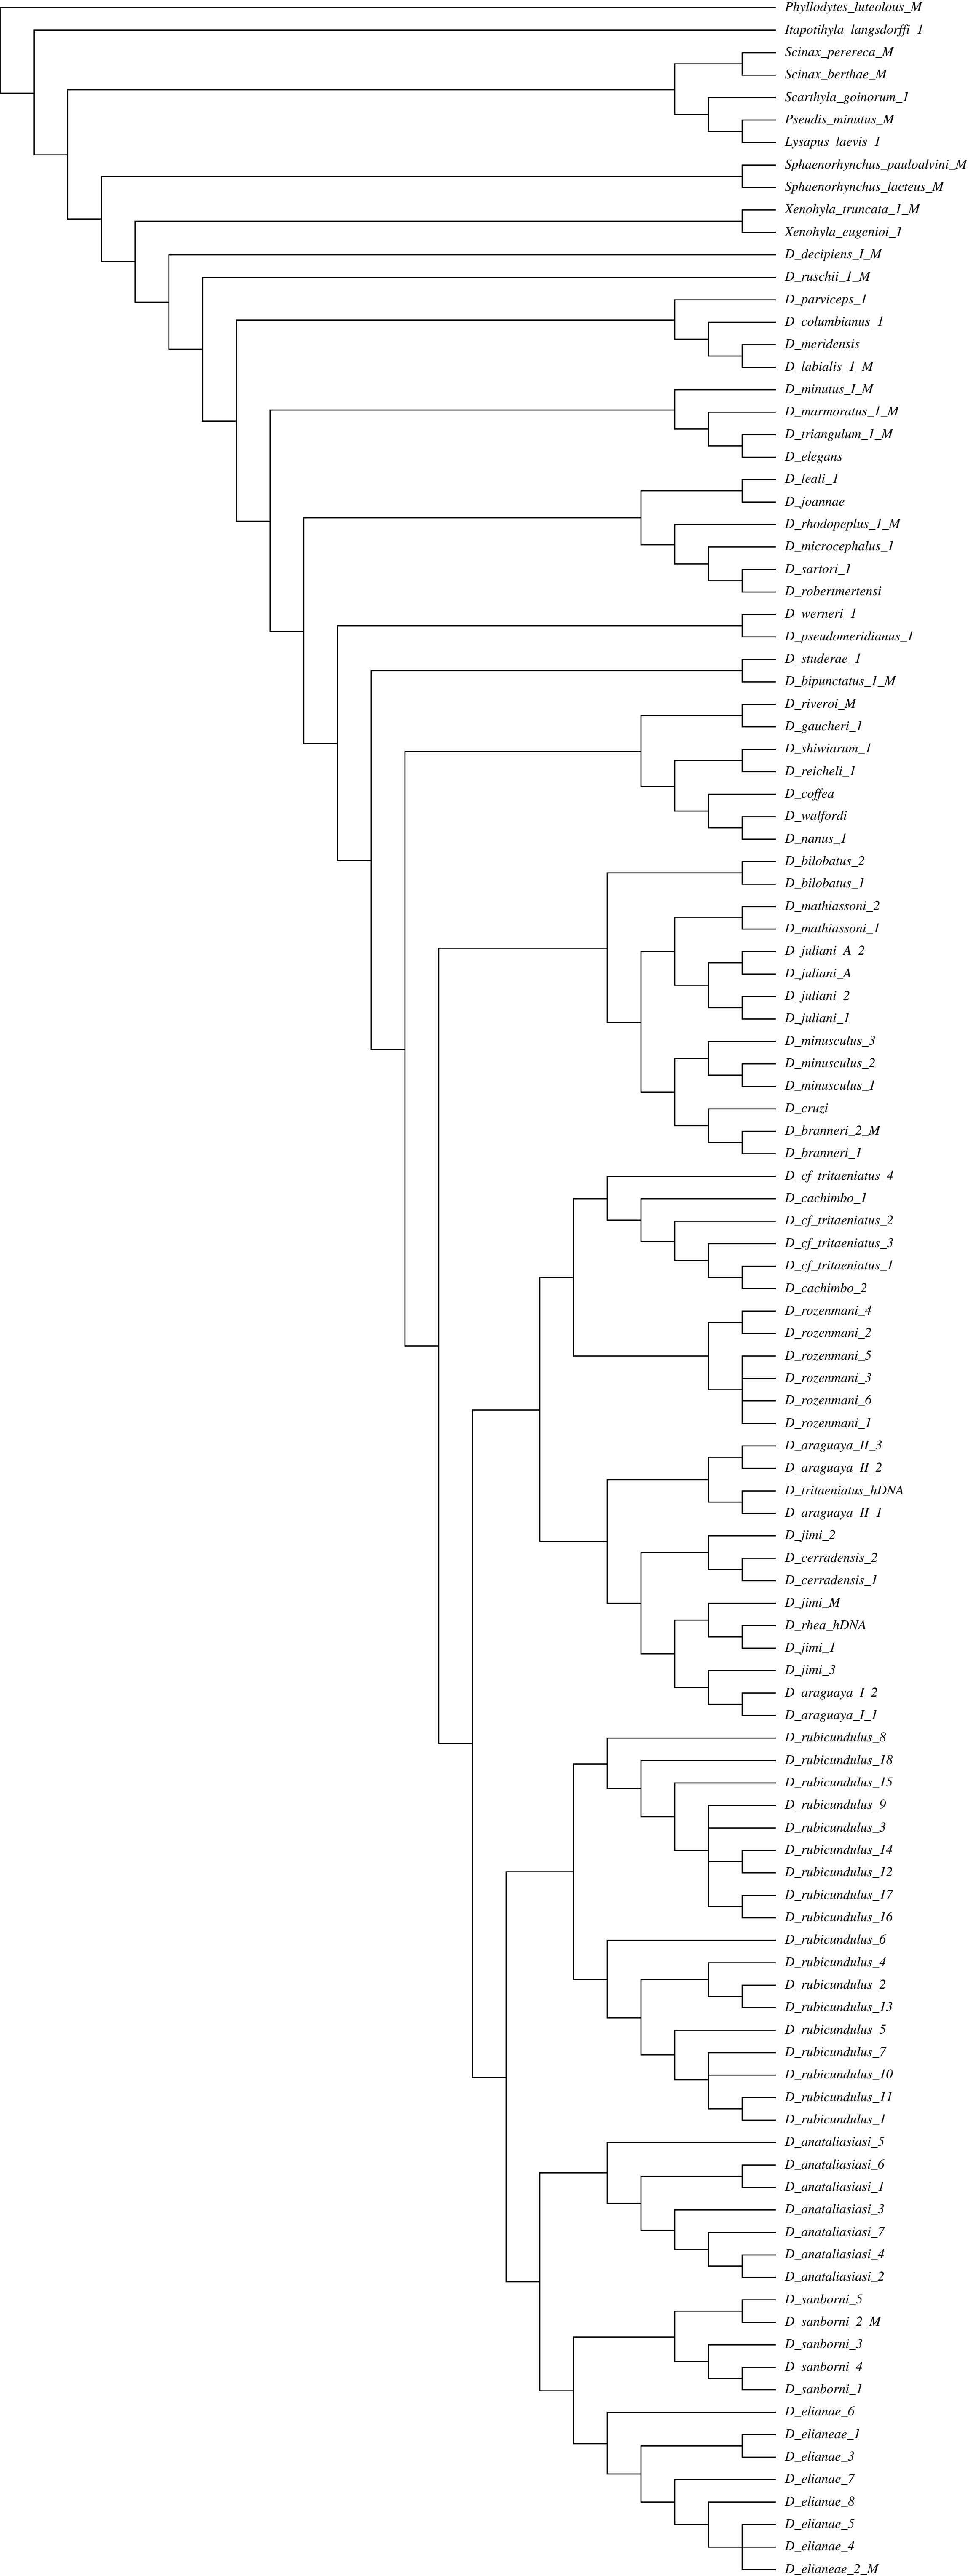 Phyllodytes_luteolous_M
Itapotihyla_langsdorffi_1
Scinax_perereca_M
Scinax_berthae_M
Scarthyla_goinorum_1
Pseudis_minutus_M
Lysapus_laevis_1
Sphaenorhynchus_pauloalvini_M
Sphaenorhynchus_lacteus_M
Xenohyla_truncata_1_M
Xenohyla_eugenioi_1
D_decipiens_I_M
D_ruschii_1_M
D_parviceps_1
D_columbianus_1
D_meridensis
D_labialis_1_M
D_minutus_I_M
D_marmoratus_1_M
D_triangulum_1_M
D_elegans
D_leali_1
D_joannae
D_rhodopeplus_1_M
D_microcephalus_1
D_sartori_1
D_robertmertensi
D_werneri_1
D_pseudomeridianus_1
D_studerae_1
D_bipunctatus_1_M
D_riveroi_M
D_gaucheri_1
D_shiwiarum_1
D_reicheli_1
D_coffea
D_walfordi
D_nanus_1
D_bilobatus_2
D_bilobatus_1
D_mathiassoni_2
D_mathiassoni_1
D_juliani_A_2
D_juliani_A
D_juliani_2
D_juliani_1
D_minusculus_3
D_minusculus_2
D_minusculus_1
D_cruzi
D_branneri_2_M
D_branneri_1
D_cf_tritaeniatus_4
D_cachimbo_1
D_cf_tritaeniatus_2
D_cf_tritaeniatus_3
D_cf_tritaeniatus_1
D_cachimbo_2
D_rozenmani_4
D_rozenmani_2
D_rozenmani_5
D_rozenmani_3
D_rozenmani_6
D_rozenmani_1
D_araguaya_II_3
D_araguaya_II_2
D_tritaeniatus_hDNA
D_araguaya_II_1
D_jimi_2
D_cerradensis_2
D_cerradensis_1
D_jimi_M
D_rhea_hDNA
D_jimi_1
D_jimi_3
D_araguaya_I_2
D_araguaya_I_1
D_rubicundulus_8
D_rubicundulus_18
D_rubicundulus_15
D_rubicundulus_9
D_rubicundulus_3
D_rubicundulus_14
D_rubicundulus_12
D_rubicundulus_17
D_rubicundulus_16
D_rubicundulus_6
D_rubicundulus_4
D_rubicundulus_2
D_rubicundulus_13
D_rubicundulus_5
D_rubicundulus_7
D_rubicundulus_10
D_rubicundulus_11
D_rubicundulus_1
D_anataliasiasi_5
D_anataliasiasi_6
D_anataliasiasi_1
D_anataliasiasi_3
D_anataliasiasi_7
D_anataliasiasi_4
D_anataliasiasi_2
D_sanborni_5
D_sanborni_2_M
D_sanborni_3
D_sanborni_4
D_sanborni_1
D_elianae_6
D_elianeae_1
D_elianae_3
D_elianae_7
D_elianae_8
D_elianae_5
D_elianae_4
D_elianeae_2_M